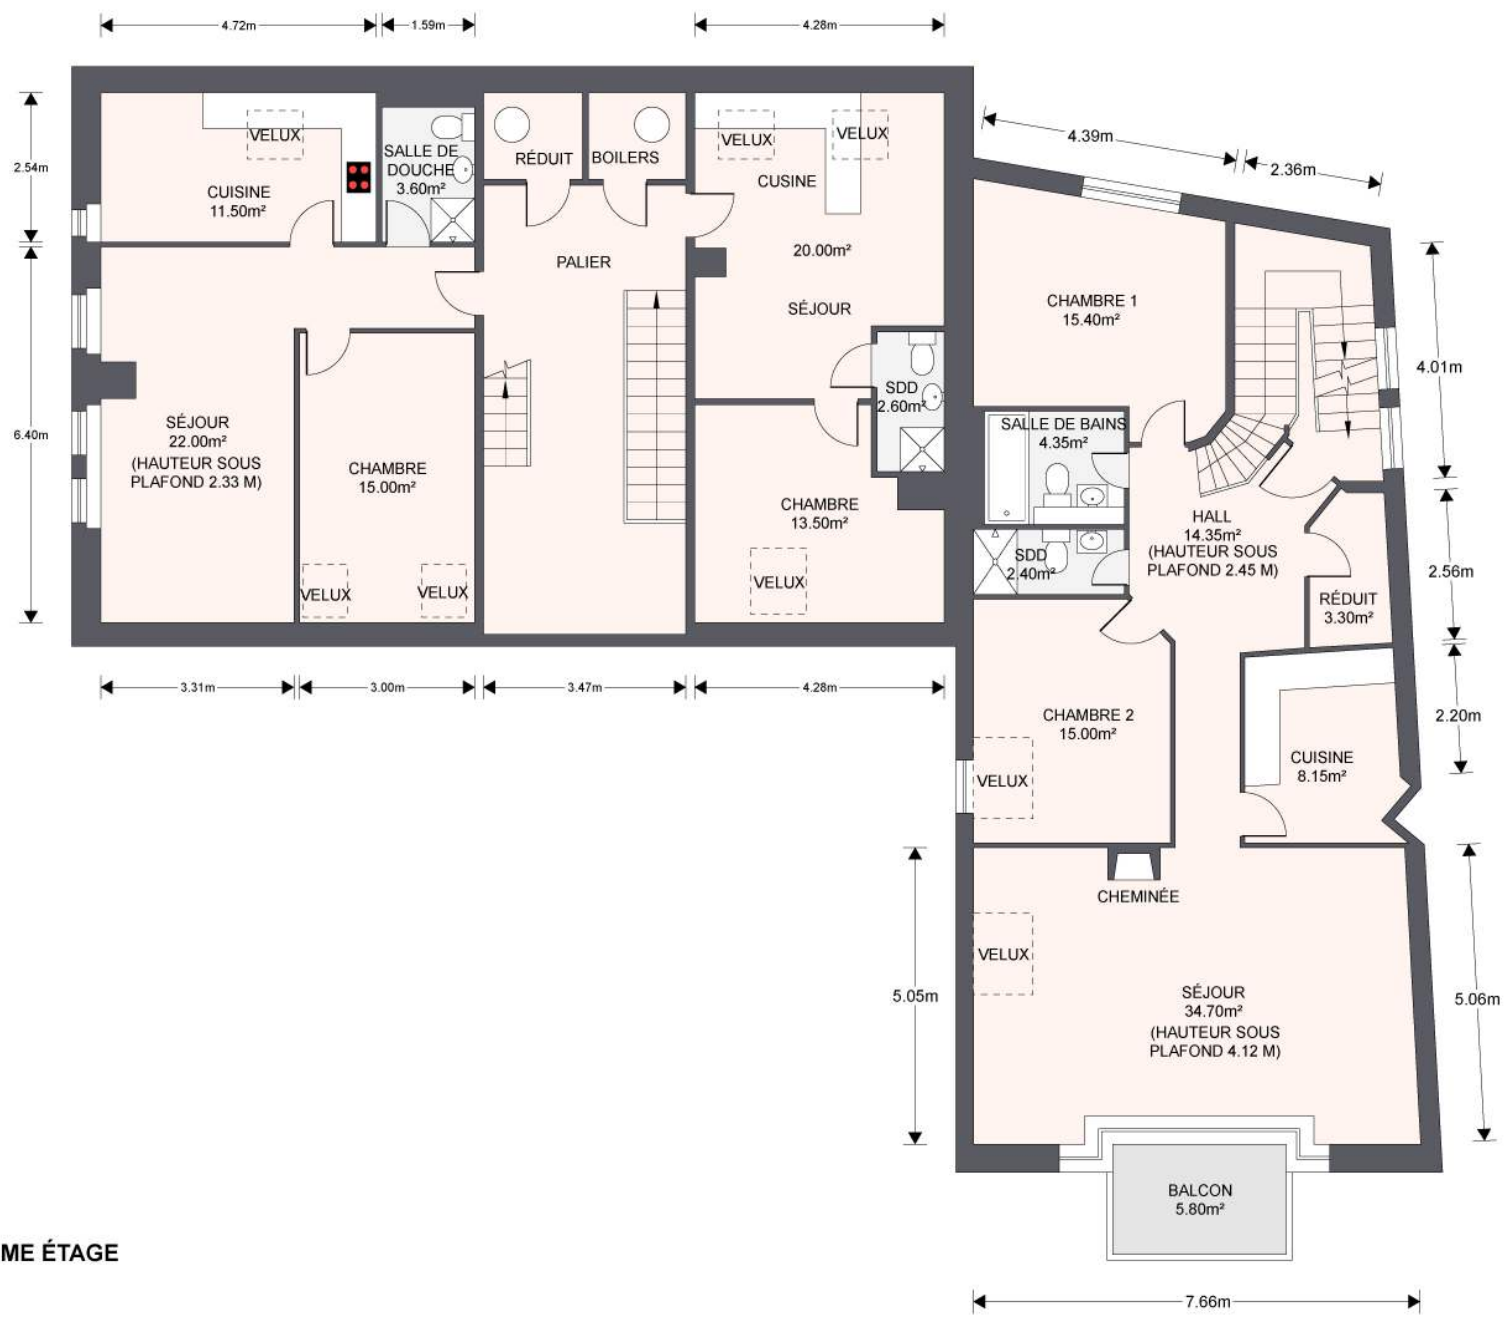 4.72m
1.59m
4.28m
2.54m
6.40m
VELUX
CUISINE
11.50m²
SALLE DE
DOUCHE
3.60m²
RÉDUIT
BOILERS
VELUX
VELUX
CUSINE
20.00m²
SÉJOUR
PALIER
SÉJOUR
22.00m²
(HAUTEUR SOUS
PLAFOND 2.33 M)
CHAMBRE
15.00m²
VELUX
VELUX
SDD
2.60m²
CHAMBRE
13.50m²
VELUX
3.31m
3.00m
3.47m
4.28m
4.39m
2.36m
4.01m
2.56m
2.20m
CHAMBRE 1
15.40m²
SALLE DE BAINS
4.35m²
SDD
2.40m²
HALL
14.35m²
(HAUTEUR SOUS
PLAFOND 2.45 M)
RÉDUIT
3.30m²
CHAMBRE 2
15.00m²
VELUX
CUISINE
8.15m²
CHEMINÉE
VELUX
SÉJOUR
34.70m²
(HAUTEUR SOUS
PLAFOND 4.12 M)
5.05m
5.06m
BALCON
5.80m²
7.66m
ME ÉTAGE